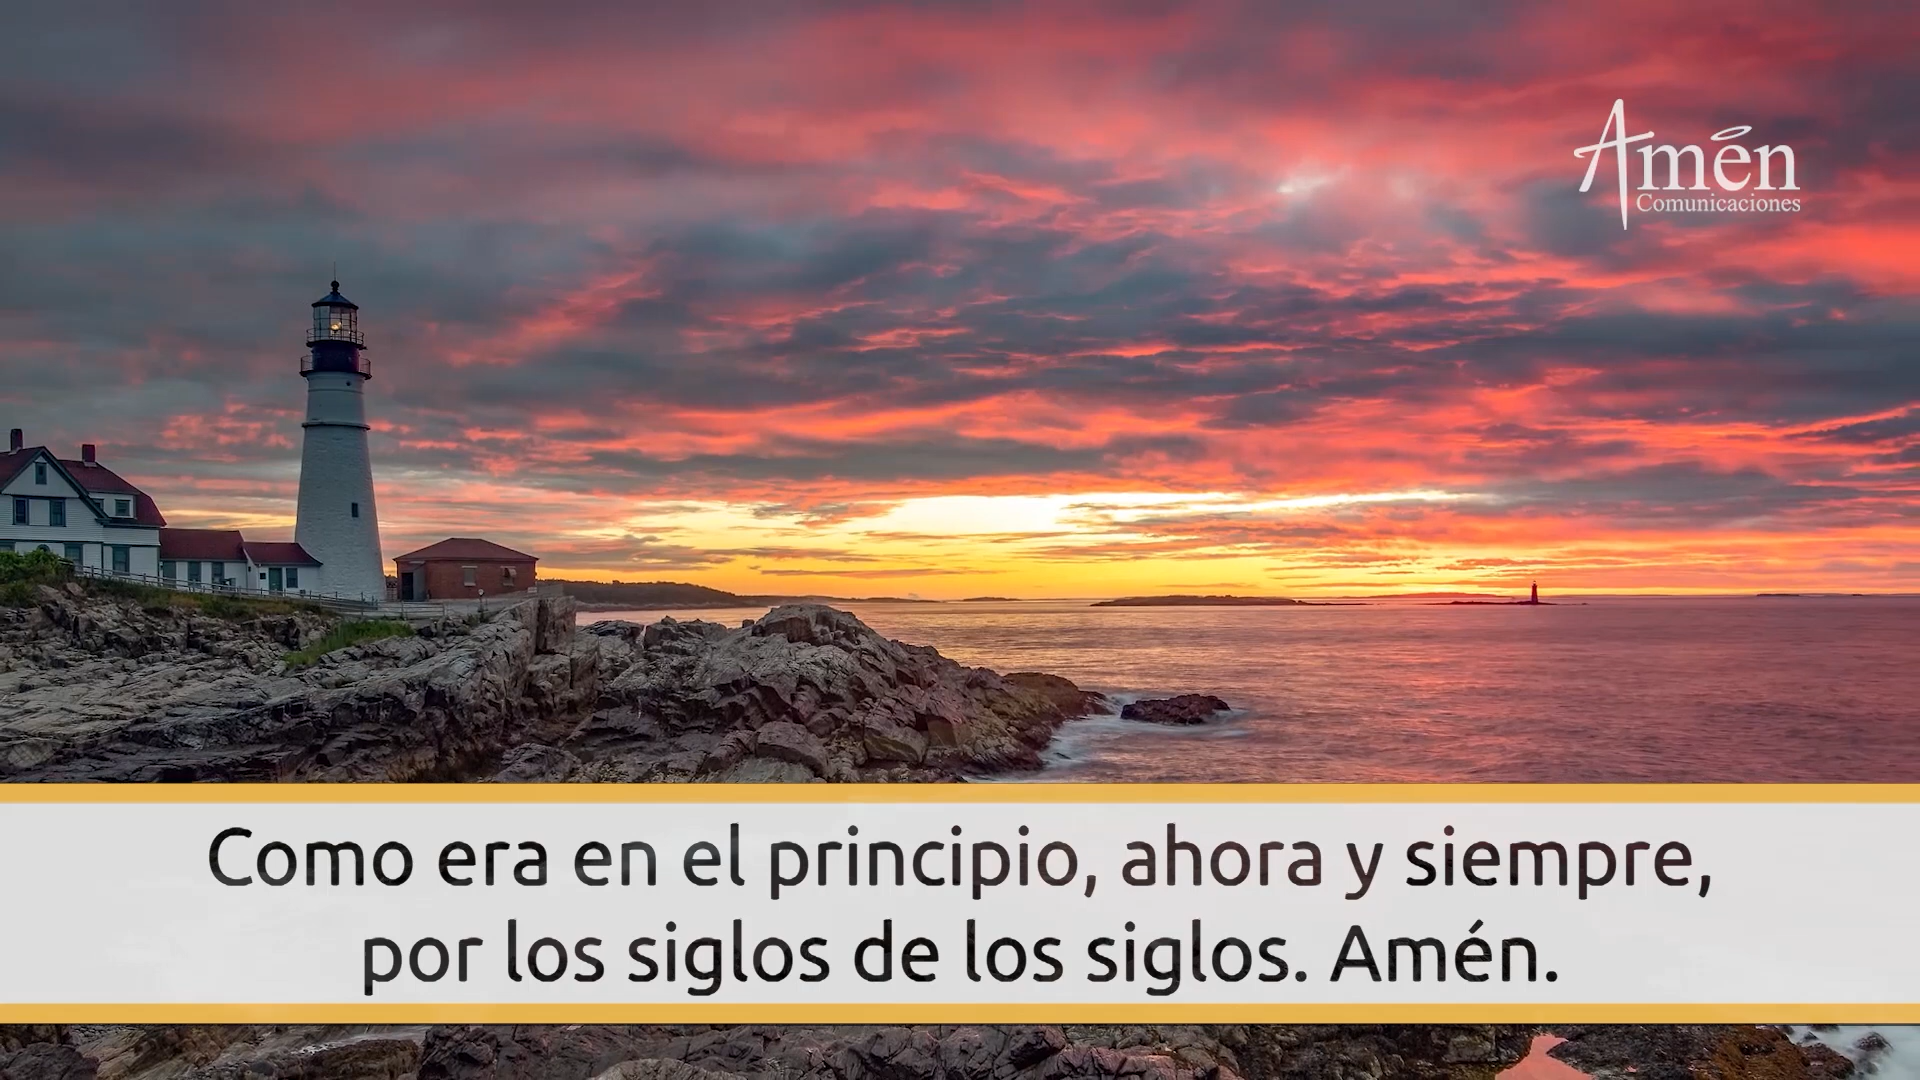 Amén
Comunicaciones
Como era en el principio, ahora y siempre,
por los siglos de los siglos. Amén.